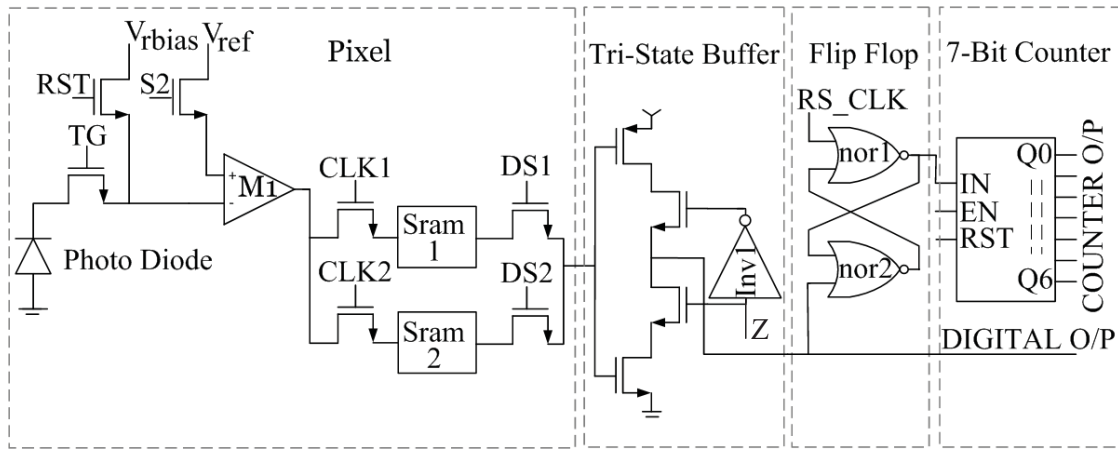 Pixel
Tri-State Buffer
Flip Flop
7-Bit Counter
Vrbias
Vref
RST
S2
TG
M1
+
-
Photo Diode
CLK1
Sram
1
DS1
CLK2
Sram
2
DS2
Inv1
Z
RS_CLK
nor1
nor2
IN
EN
RST
Q0
Q6
COUNTER O/P
DIGITAL O/P